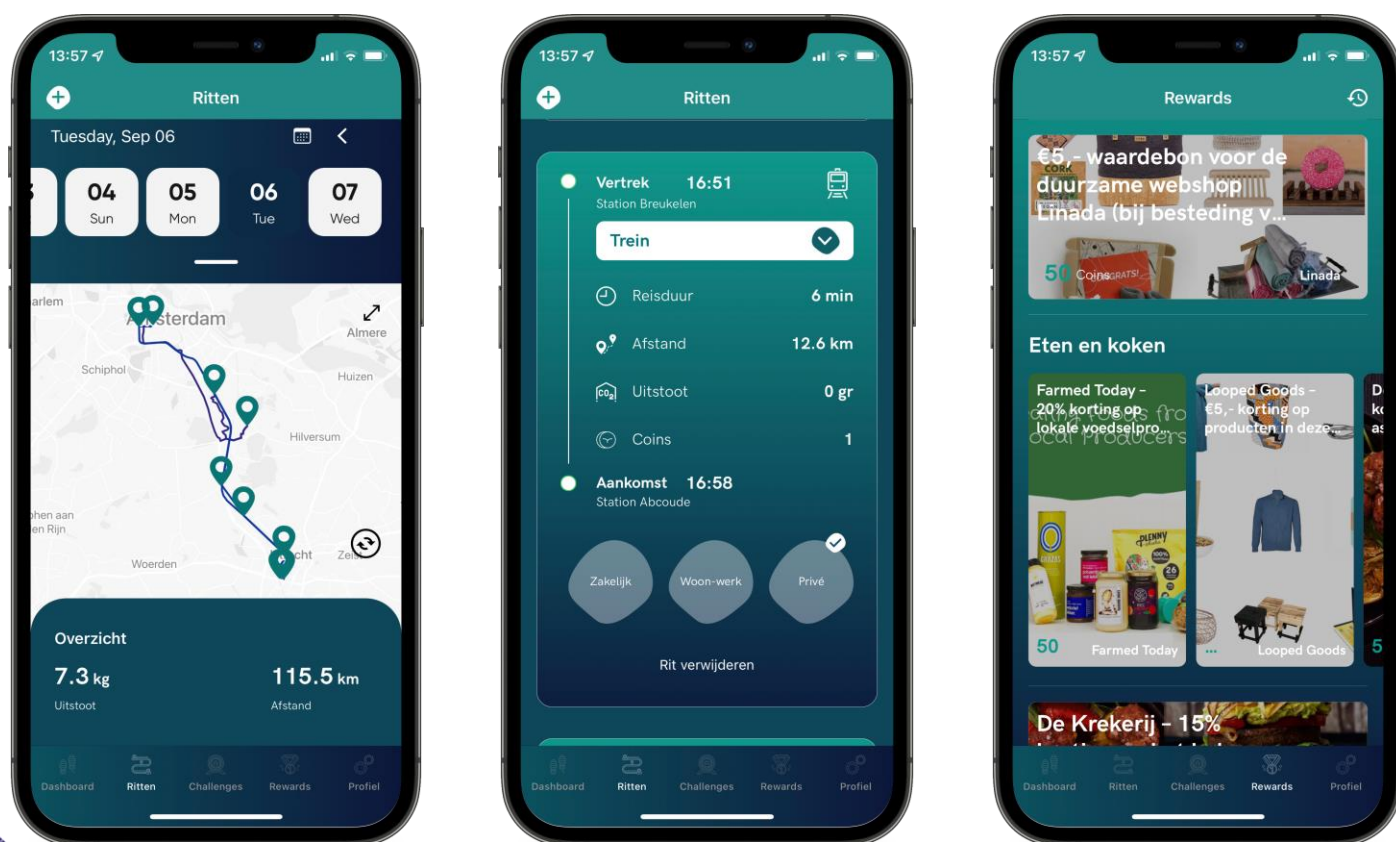 13:57
Ritten
Tuesday, Sep 06
04
Sun
05
Mon
06
Tue
07
Wed
Amsterdam
Almere
Schiphol
Huizen
Hilversum
Woerden
Overzicht
7.3 kg
Uitstoot
115.5 km
Afstand
Dashboard
Ritten
Challenges
Rewards
Profiel
13:57
Ritten
Vertrek 16:51
Station Breukelen
Trein
Reisduur 6 min
Afstand 12.6 km
CO2 Uitstoot 0 gr
Coins 1
Aankomst 16:58
Station Abcoude
Zakelijk
Woon-werk
Privé
Rit verwijderen
Dashboard
Ritten
Challenges
Rewards
Profiel
13:57
Rewards
€5,- waardebon voor de
duurzame webshop
Linada (bij besteding v...
CORK
50 Coins
Linada
Eten en koken
Farmed Today –
20% korting op
lokale voedselpro...
PLENNY
50
Farmed Today
Looped Goods –
€5,- korting op
producten in deze...
...
Looped Goods
5
De Krekerij – 15%
Dashboard
Ritten
Challenges
Rewards
Profiel